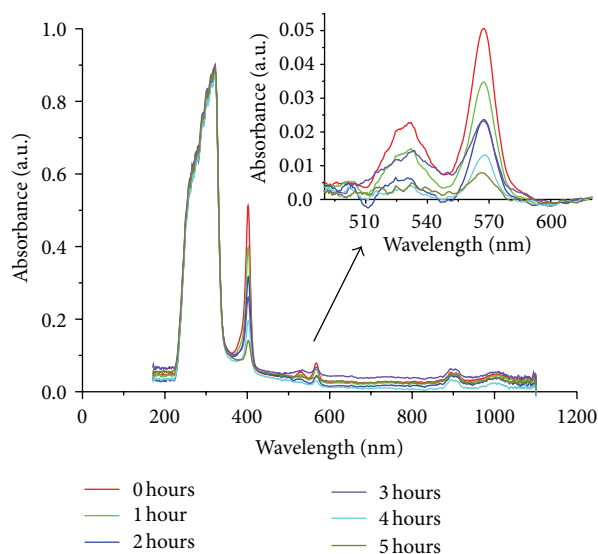 0.05
0.04
0.03
0.02
0.01
0.0
Absorbance (a.u.)
510 540 570 600
Wavelength (nm)
1.0
0.8
0.6
0.4
0.2
0.0
Absorbance (a.u.)
0 200 400 600 800 1000 1200
Wavelength (nm)
0 hours
1 hour
2 hours
3 hours
4 hours
5 hours